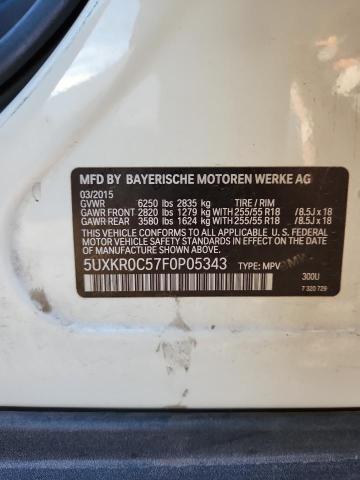 MFD BY BAYERISCHE MOTOREN WERKE AG
03/2015
GVWR 6250 lbs 2835 kg TIRE / RIM
GAWR FRONT 2820 lbs 1279 kg WITH 255/55 R18 /8.5J x 18
GAWR REAR 3580 lbs 1624 kg WITH 255/55 R18 / 8.5J x 18
THIS VEHICLE CONFORMS TO ALL APPLICABLE U. S. FEDERAL
MOTOR VEHICLE SAFETY STANDARDS IN EFFECT ON
THE DATE OF MANUFACTURE SHOWN ABOVE.
5UXKR0C57F0P05343 TYPE: MPV
300U
7 320 729